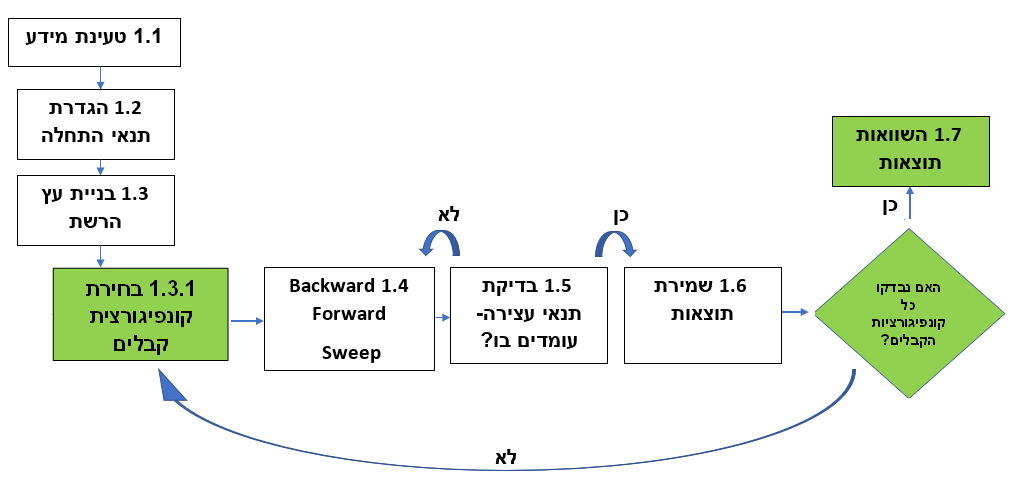 1.1 טעינת מידע
1.2 הגדרת
תנאי התחלה
1.3 בניית עץ
הרשת
1.3.1 בחירת
קונפיגורצית
קבלים
Backward 1.4
Forward
Sweep
לא
1.5 בדיקת
תנאי עצירה-
עומדים בו?
כן
1.6 שמירת
תוצאות
האם נבדקו
כל
קונפיגורציות
הקבלים?
כן
1.7 השוואות
תוצאות
לא